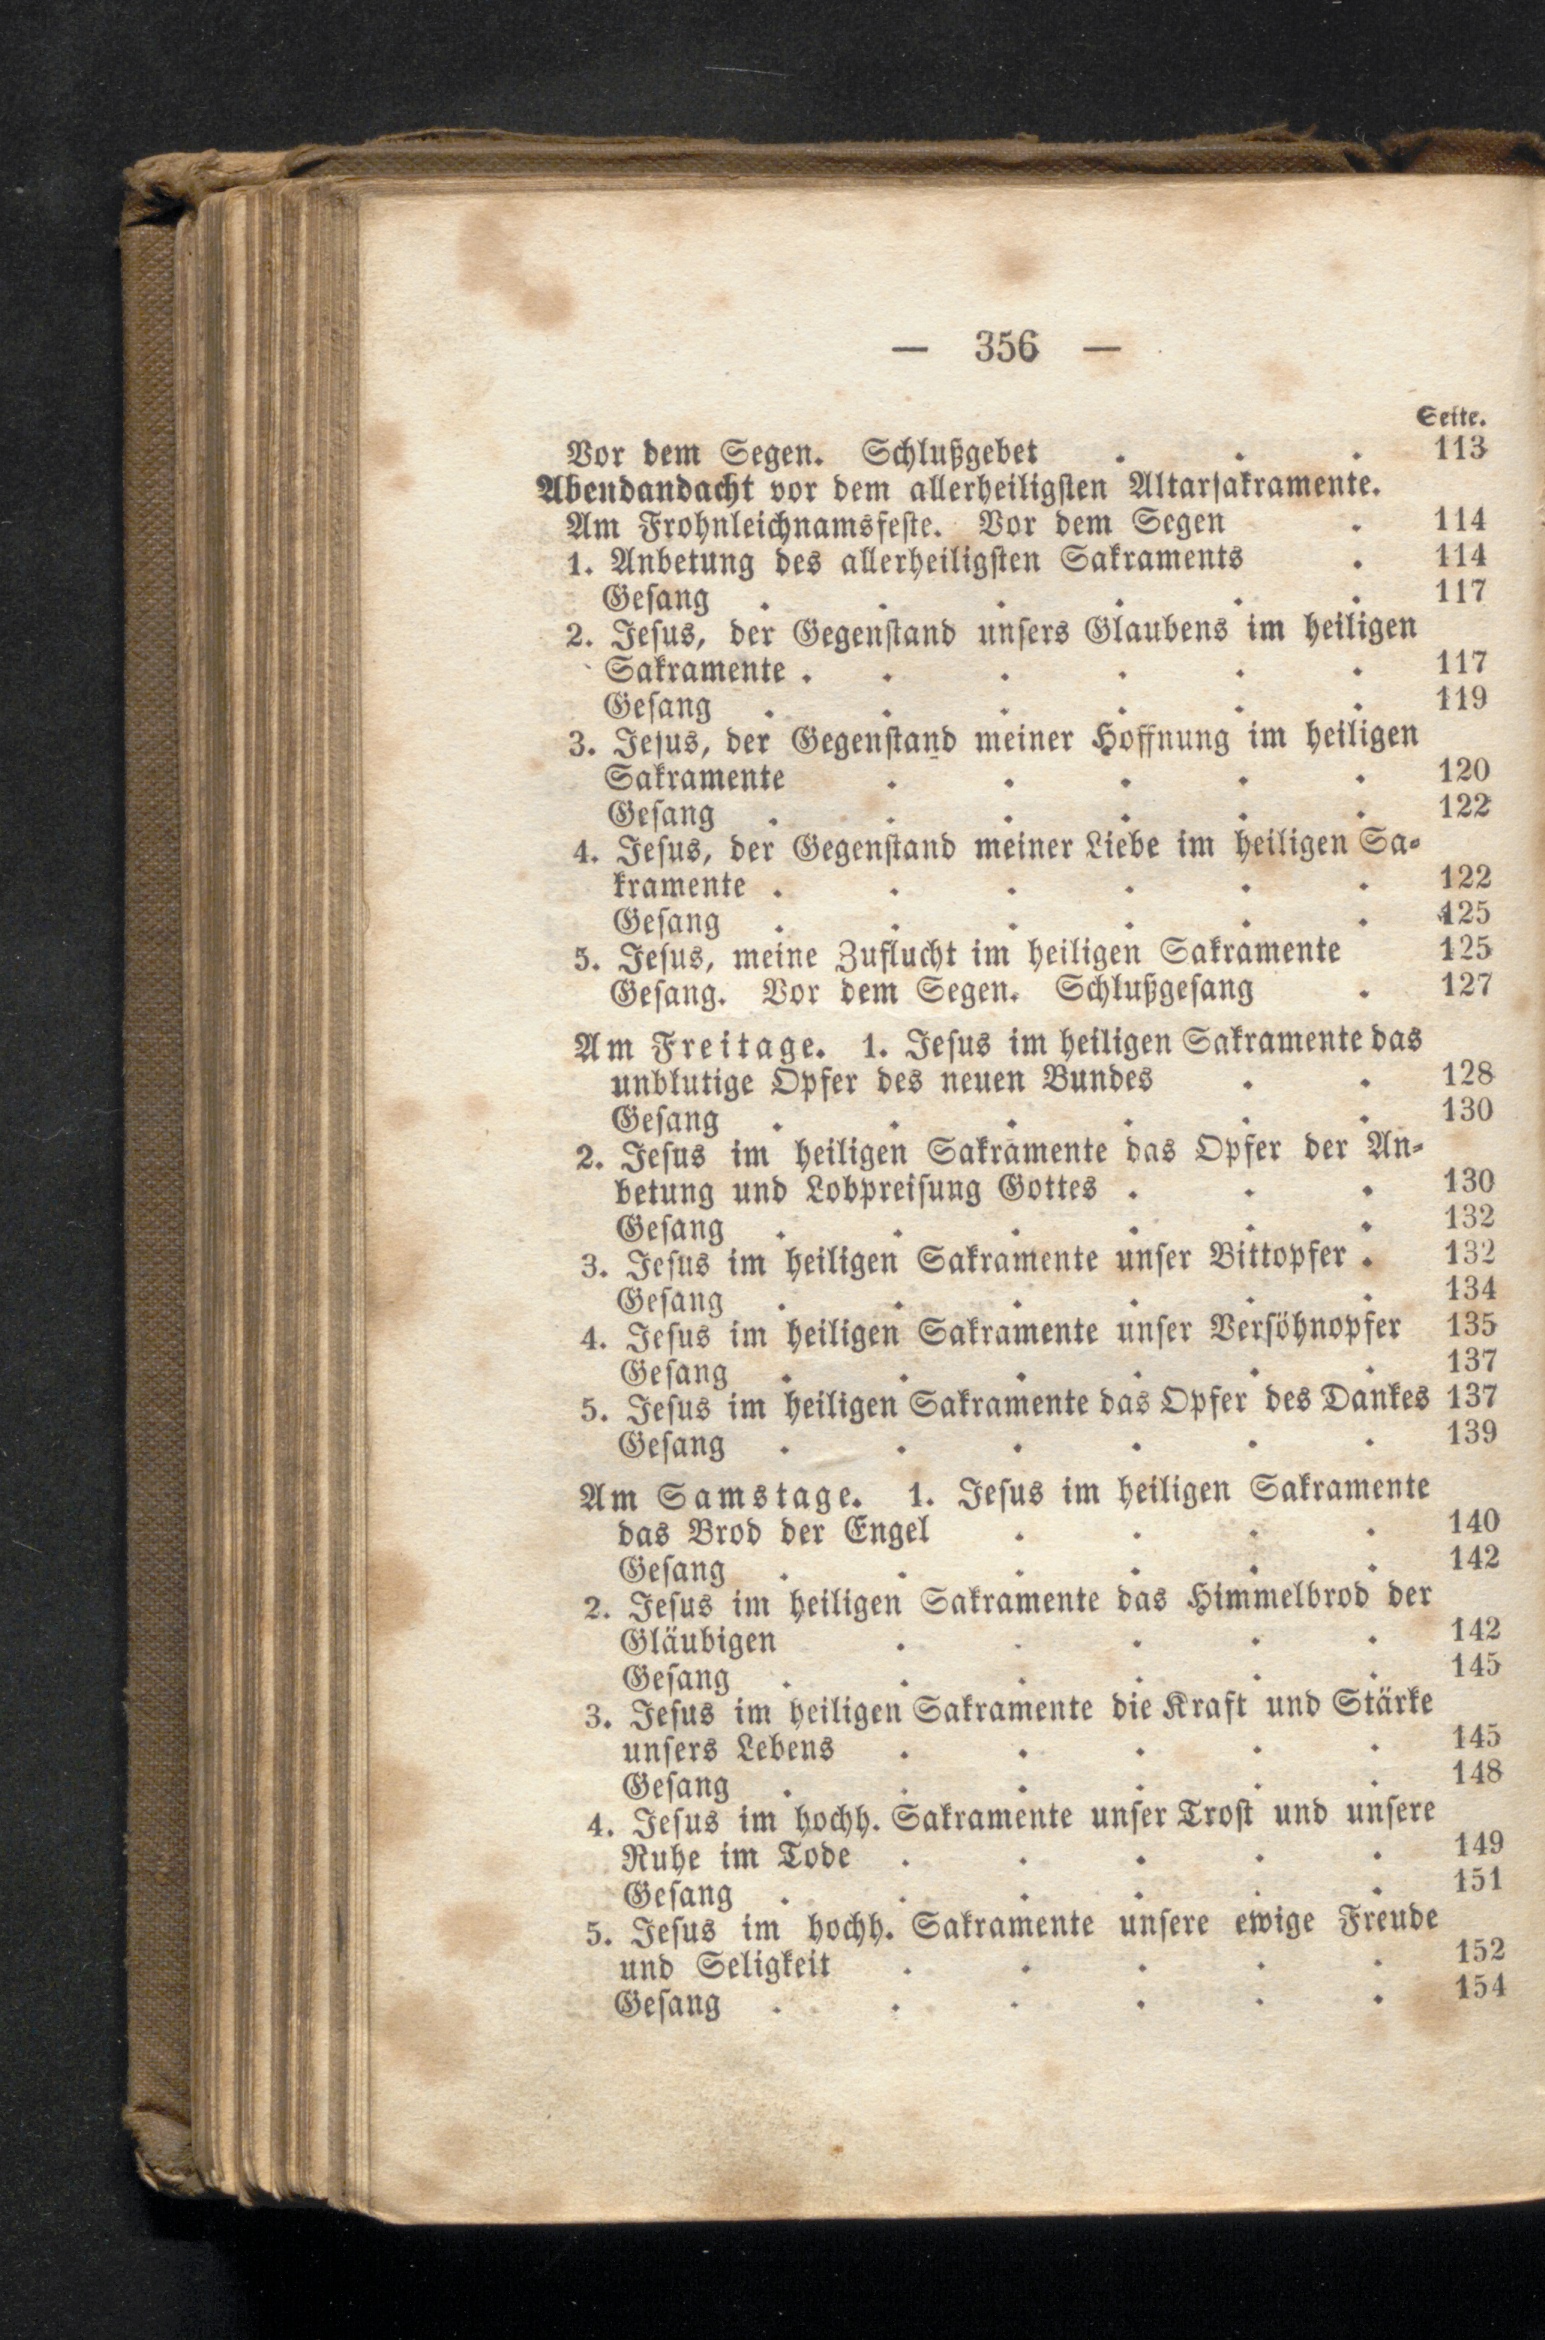 — 356 —
Seite.
Vor dem Segen. Schlußgebet . . . 113
Abendandacht vor dem allerheiligſten Altarſakramente.
Am Frohnleichnamsfeſte. Vor dem Segen . 114
1. Anbetung des allerheiligſten Sakraments . 114
Geſang . . . . . . 117
2. Jeſus, der Gegenſtand unſers Glaubens im heiligen
Sakramente . . . . . . 117
Geſang . . . . . . 119
3. Jeſus, der Gegenſtand meiner Hoffnung im heiligen
Sakramente . . . . . 120
Geſang . . . . . . 122
4. Jeſus, der Gegenſtand meiner Liebe im heiligen Sa-
kramente . . . . . . 122
Geſang . . . . . . 125
5. Jeſus, meine Zuflucht im heiligen Sakramente 125
Geſang. Vor dem Segen. Schlußgeſang . 127
Am Freitage. 1. Jeſus im heiligen Sakramente das
unblutige Opfer des neuen Bundes . . 128
Geſang . . . . . . 130
2. Jeſus im heiligen Sakramente das Opfer der An-
betung und Lobpreiſung Gottes . . . 130
Geſang . . . . . . 132
3. Jeſus im heiligen Sakramente unſer Bittopfer . 132
Geſang . . . . . . 134
4. Jeſus im heiligen Sakramente unſer Verſöhnopfer 135
Geſang . . . . . . 137
5. Jeſus im heiligen Sakramente das Opfer des Dankes 137
Geſang . . . . . . 139
Am Samstage. 1. Jeſus im heiligen Sakramente
das Brod der Engel . . . . 140
Geſang . . . . . . 142
2. Jeſus im heiligen Sakramente das Himmelbrod der
Gläubigen . . . . . 142
Geſang . . . . . . 145
3. Jeſus im heiligen Sakramente die Kraft und Stärke
unſers Lebens . . . . . 145
Geſang . . . . . . 148
4. Jeſus im hochh. Sakramente unſer Troſt und unſere
Ruhe im Tode . . . . . 149
Geſang . . . . . . 151
5. Jeſus im hochh. Sakramente unſere ewige Freude
und Seligkeit . . . . . 152
Geſang . . . . . . 154